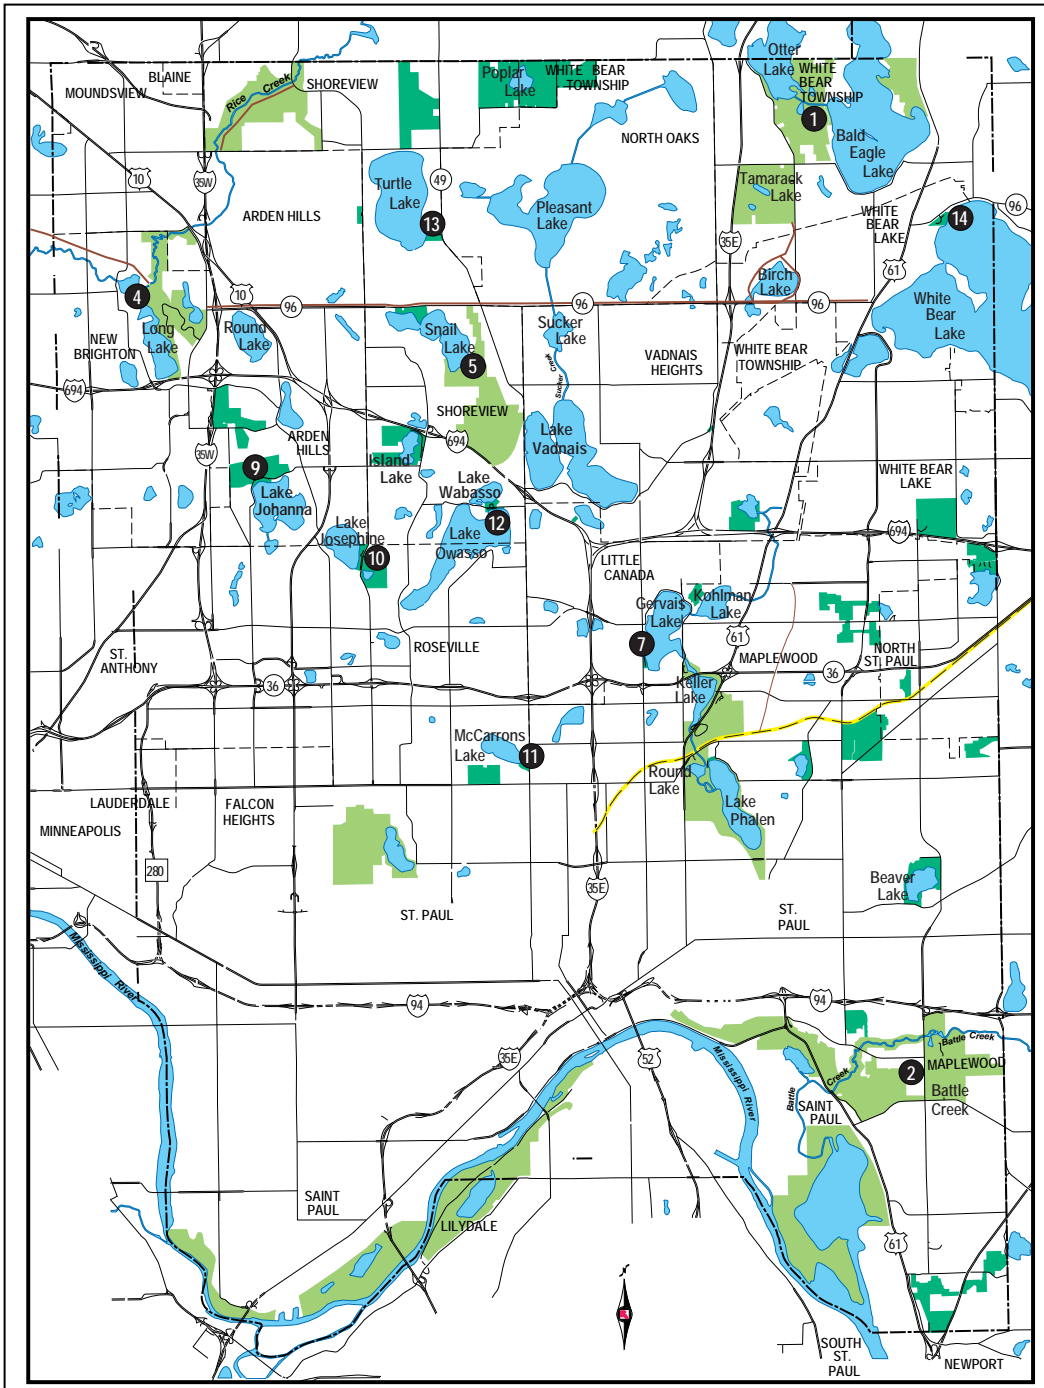 Otter
Lake
BLAINE
MOUNDSVIEW
Rice Creek
SHOREVIEW
Poplar
Lake
WHITE BEAR
TOWNSHIP
WHITE
BEAR
TOWNSHIP
1
NORTH OAKS
Bald
Eagle
Lake
10
35W
Turtle
Lake
49
Tamarack
Lake
ARDEN HILLS
13
Pleasant
Lake
WHITE
BEAR
LAKE
14
96
35E
61
4
10
96
Birch
Lake
96
96
White
Bear
Lake
Long
Lake
Round
Lake
Snail
Lake
Sucker
Lake
NEW
BRIGHTON
5
Sucker Creek
VADNAIS
HEIGHTS
WHITE BEAR
TOWNSHIP
694
SHOREVIEW
35W
ARDEN
HILLS
694
Lake
Vadnais
9
Island
Lake
Lake
Wabasso
WHITE BEAR
LAKE
Lake
Johanna
Lake
Josephine
12
Lake
Owasso
694
10
LITTLE
CANADA
Gervais
Lake
Kohlman
Lake
7
61
ST.
ANTHONY
ROSEVILLE
MAPLEWOOD
NORTH
ST. PAUL
36
36
Keller
Lake
McCarrons
Lake
11
Round
Lake
LAUDERDALE
FALCON
HEIGHTS
Lake
Phalen
MINNEAPOLIS
280
35E
Beaver
Lake
ST. PAUL
ST.
PAUL
Mississippi River
94
94
35E
52
Mississippi River
Battle Creek
2
MAPLEWOOD
Battle
Creek
Battle
Creek
SAINT
PAUL
SAINT
PAUL
LILYDALE
61
N
SOUTH
ST.
PAUL
NEWPORT